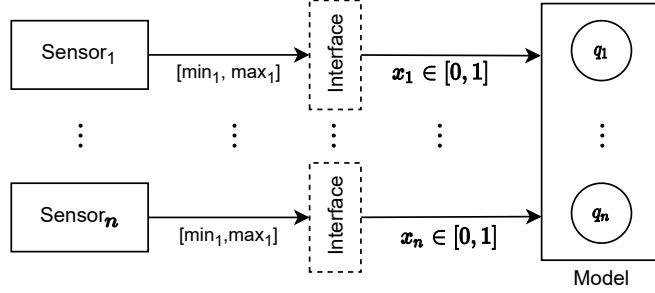 Sensor₁
[min₁, max₁]
Interface
x₁ ∈ [0, 1]
q₁
⋮ ⋮ ⋮ ⋮ ⋮
Sensorₙ
[min₁,max₁]
Interface
xₙ ∈ [0, 1]
qₙ
Model